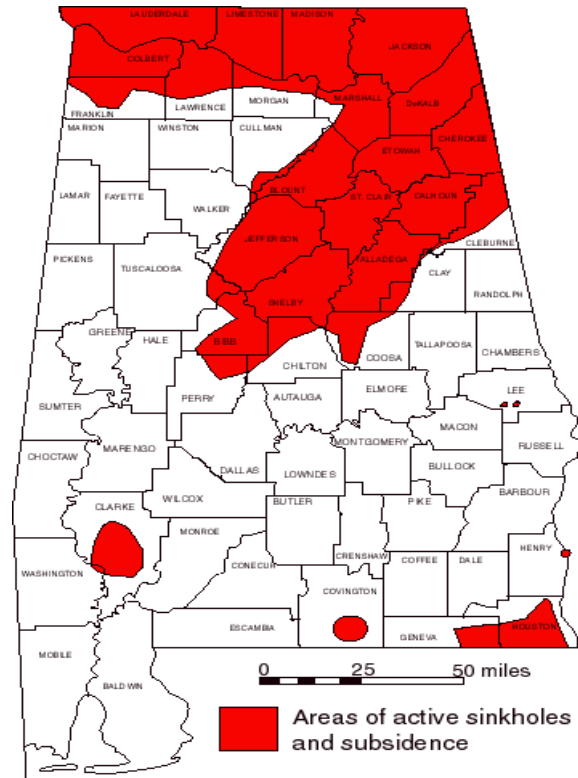 LAUDERDALE LIMESTONE MADISON
JACKSON
COLBERT
FRANKLIN LAWRENCE MORGAN MARSHALL DeKALB
MARION WINSTON CULLMAN CHEROKEE
ETOWAH
LAMAR FAYETTE WALKER BLOUNT ST. CLAIR CALHOUN
JEFFERSON
CLEBURNE
PICKENS TUSCALOOSA TALLADEGA CLAY
RANDOLPH
SHELBY
GREENE HALE BIBB COOSA TALLAPOOSA CHAMBERS
CHILTON
SUMTER PERRY AUTAUGA ELMORE LEE
MACON
CHOCTAW MARENGO MONTGOMERY RUSSELL
DALLAS LOWNDES BULLOCK
CLARKE WILCOX BUTLER PIKE BARBOUR
MONROE
CRENSHAW COFFEE DALE HENRY
WASHINGTON CONECUR
COVINGTON
ESCAMBIA GENEVA HOUSTON
MOBILE
BALDWIN
0 25 50 miles
Areas of active sinkholes
and subsidence